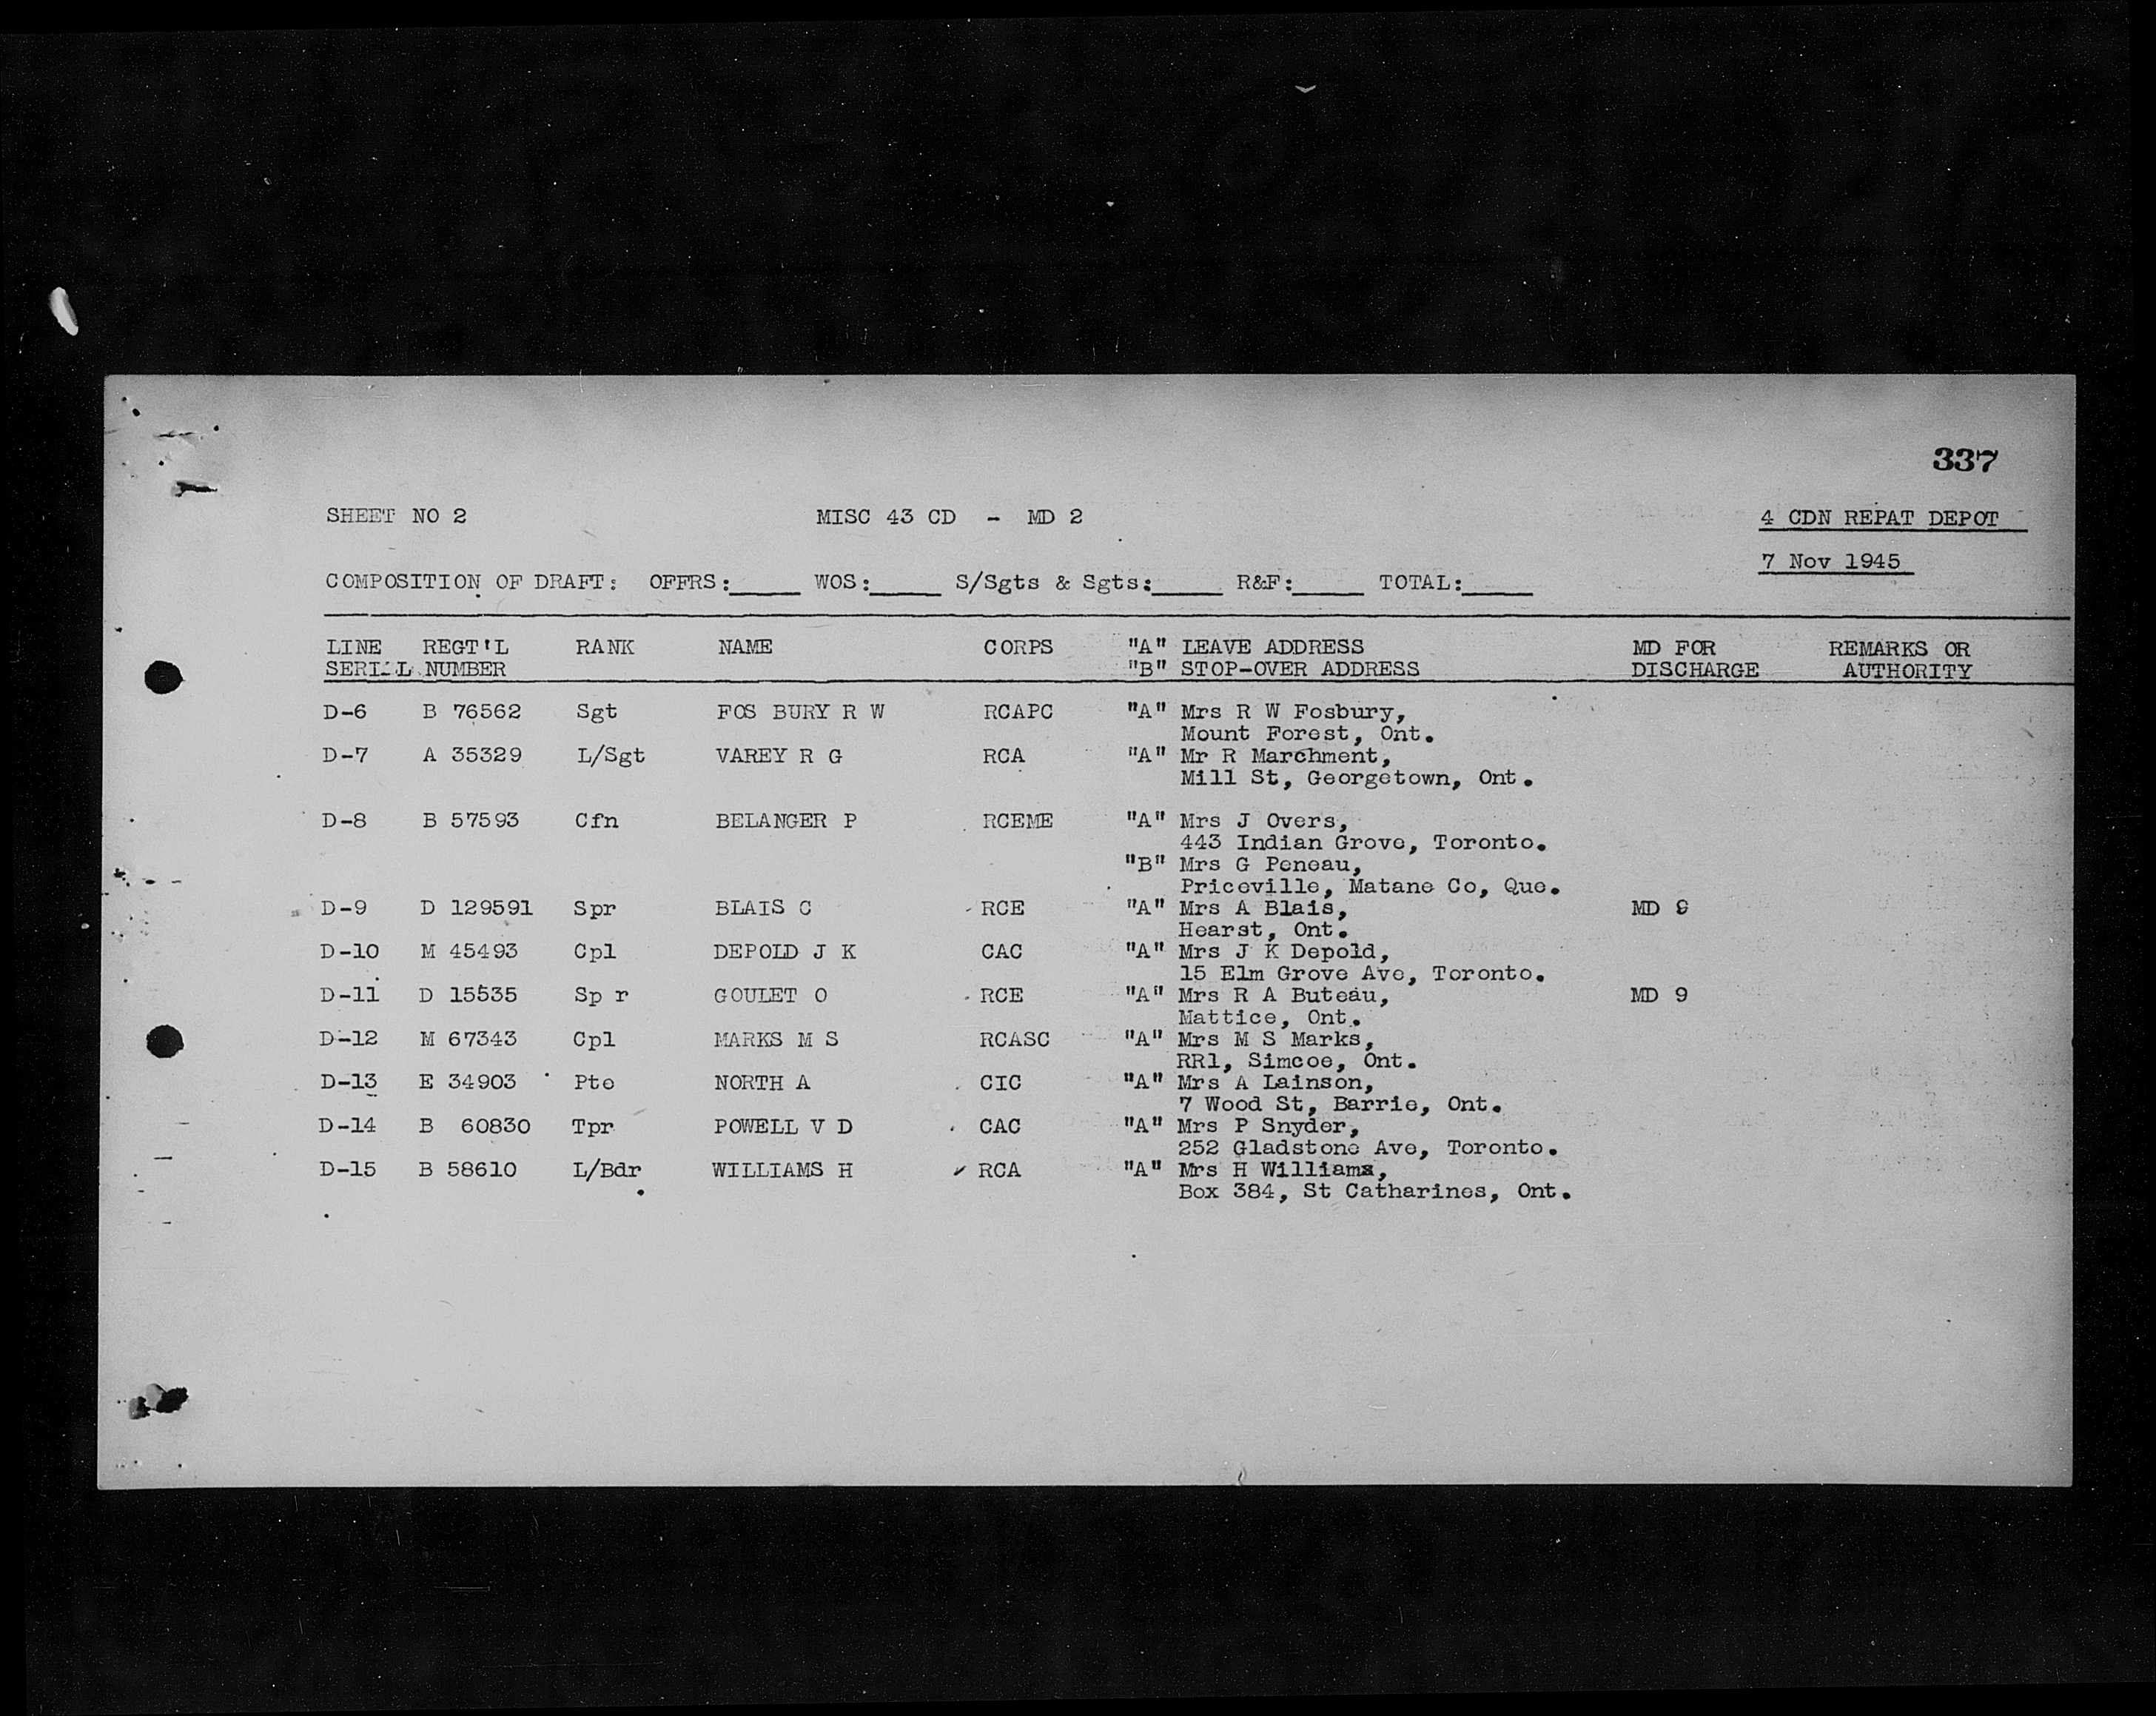 337
SHEET NO 2 MISC 43 CD - MD 2 4 CDN REPAT DEPOT
7 Nov 1945
COMPOSITION OF DRAFT: OFFRS:_____ WOS:_____ S/Sgts & Sgts:_____ R&F:_____ TOTAL:_____
LINE REGT'L RANK NAME CORPS "A" LEAVE ADDRESS MD FOR REMARKS OR
SERIAL NUMBER "B" STOP-OVER ADDRESS DISCHARGE AUTHORITY
D-6 B 76562 Sgt FOS BURY R W RCAPC "A" Mrs R W Fosbury,
Mount Forest, Ont.
D-7 A 35329 L/Sgt VAREY R G RCA "A" Mr R Marchment,
Mill St, Georgetown, Ont.
D-8 B 57593 Cfn BELANGER P RCEME "A" Mrs J Overs,
443 Indian Grove, Toronto.
"B" Mrs G Peneau,
Priceville, Matane Co, Que.
D-9 D 129591 Spr BLAIS C RCE "A" Mrs A Blais, MD
Hearst, Ont.
D-10 M 45493 Cpl DEPOLD J K CAC "A" Mrs J K Depold,
15 Elm Grove Ave, Toronto.
D-11 D 15535 Sp r GOULET O RCE "A" Mrs R A Buteau, MD 9
Mattice, Ont.
D-12 M 67343 Cpl MARKS M S RCASC "A" Mrs M S Marks,
RR1, Simcoe, Ont.
D-13 E 34903 Pte NORTH A CIC "A" Mrs A Lainson,
7 Wood St, Barrie, Ont.
D-14 B 60830 Tpr POWELL V D CAC "A" Mrs P Snyder,
252 Gladstone Ave, Toronto.
D-15 B 58610 L/Bdr WILLIAMS H RCA "A" Mrs H Williams,
Box 384, St Catharines, Ont.